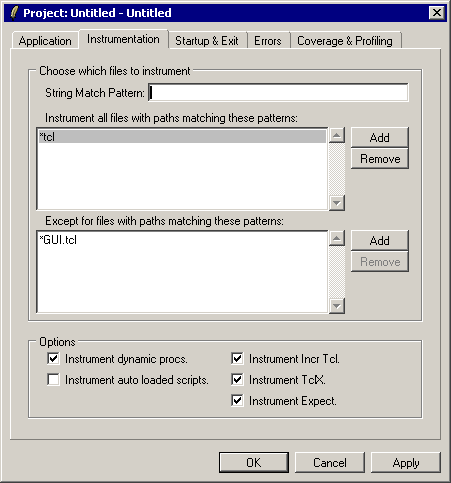 Project: Untitled - Untitled
Application Instrumentation Startup & Exit Errors Coverage & Profiling
Choose which files to instrument
String Match Pattern:
Instrument all files with paths matching these patterns:
*tcl
Add
Remove
Except for files with paths matching these patterns:
*GUI.tcl
Add
Remove
Options
Instrument dynamic procs. Instrument Incr Tcl.
Instrument auto loaded scripts. Instrument TclX.
Instrument Expect.
OK Cancel Apply